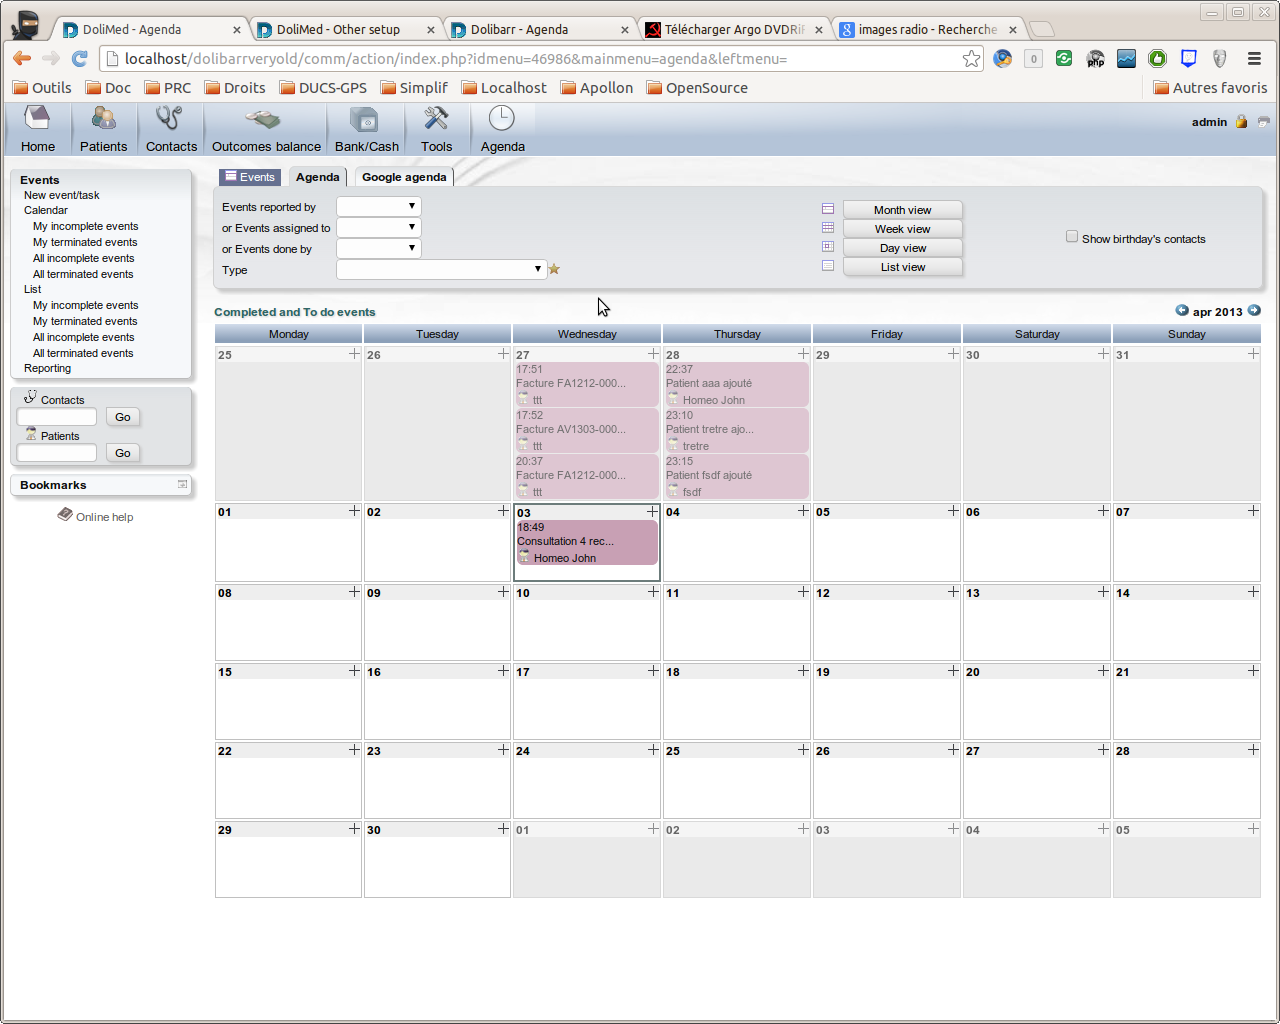 DoliMed - Agenda
DoliMed - Other setup
Dolibarr - Agenda
Télécharger Argo DVDRiF
images radio - Recherche
localhost/dolibarrveryold/comm/action/index.php?idmenu=46986&mainmenu=agenda&leftmenu=
0
php
Outils Doc PRC Droits DUCS-GPS Simplif Localhost Apollon OpenSource Autres favoris
Home Patients Contacts Outcomes balance Bank/Cash Tools Agenda
admin
Events
New event/task
Calendar
My incomplete events
My terminated events
All incomplete events
All terminated events
List
My incomplete events
My terminated events
All incomplete events
All terminated events
Reporting
Contacts
Go
Patients
Go
Bookmarks
Online help
Events Agenda Google agenda
Events reported by
or Events assigned to
or Events done by
Type
Month view
Week view
Day view
List view
Show birthday's contacts
Completed and To do events
apr 2013
Monday Tuesday Wednesday Thursday Friday Saturday Sunday
25 26 27 28 29 30 31
17:51
Facture FA1212-000...
ttt
17:52
Facture AV1303-000...
ttt
20:37
Facture FA1212-000...
ttt
22:37
Patient aaa ajouté
Homeo John
23:10
Patient tretre ajo...
tretre
23:15
Patient fsdf ajouté
fsdf
01 02 03 04 05 06 07
18:49
Consultation 4 rec...
Homeo John
08 09 10 11 12 13 14
15 16 17 18 19 20 21
22 23 24 25 26 27 28
29 30 01 02 03 04 05